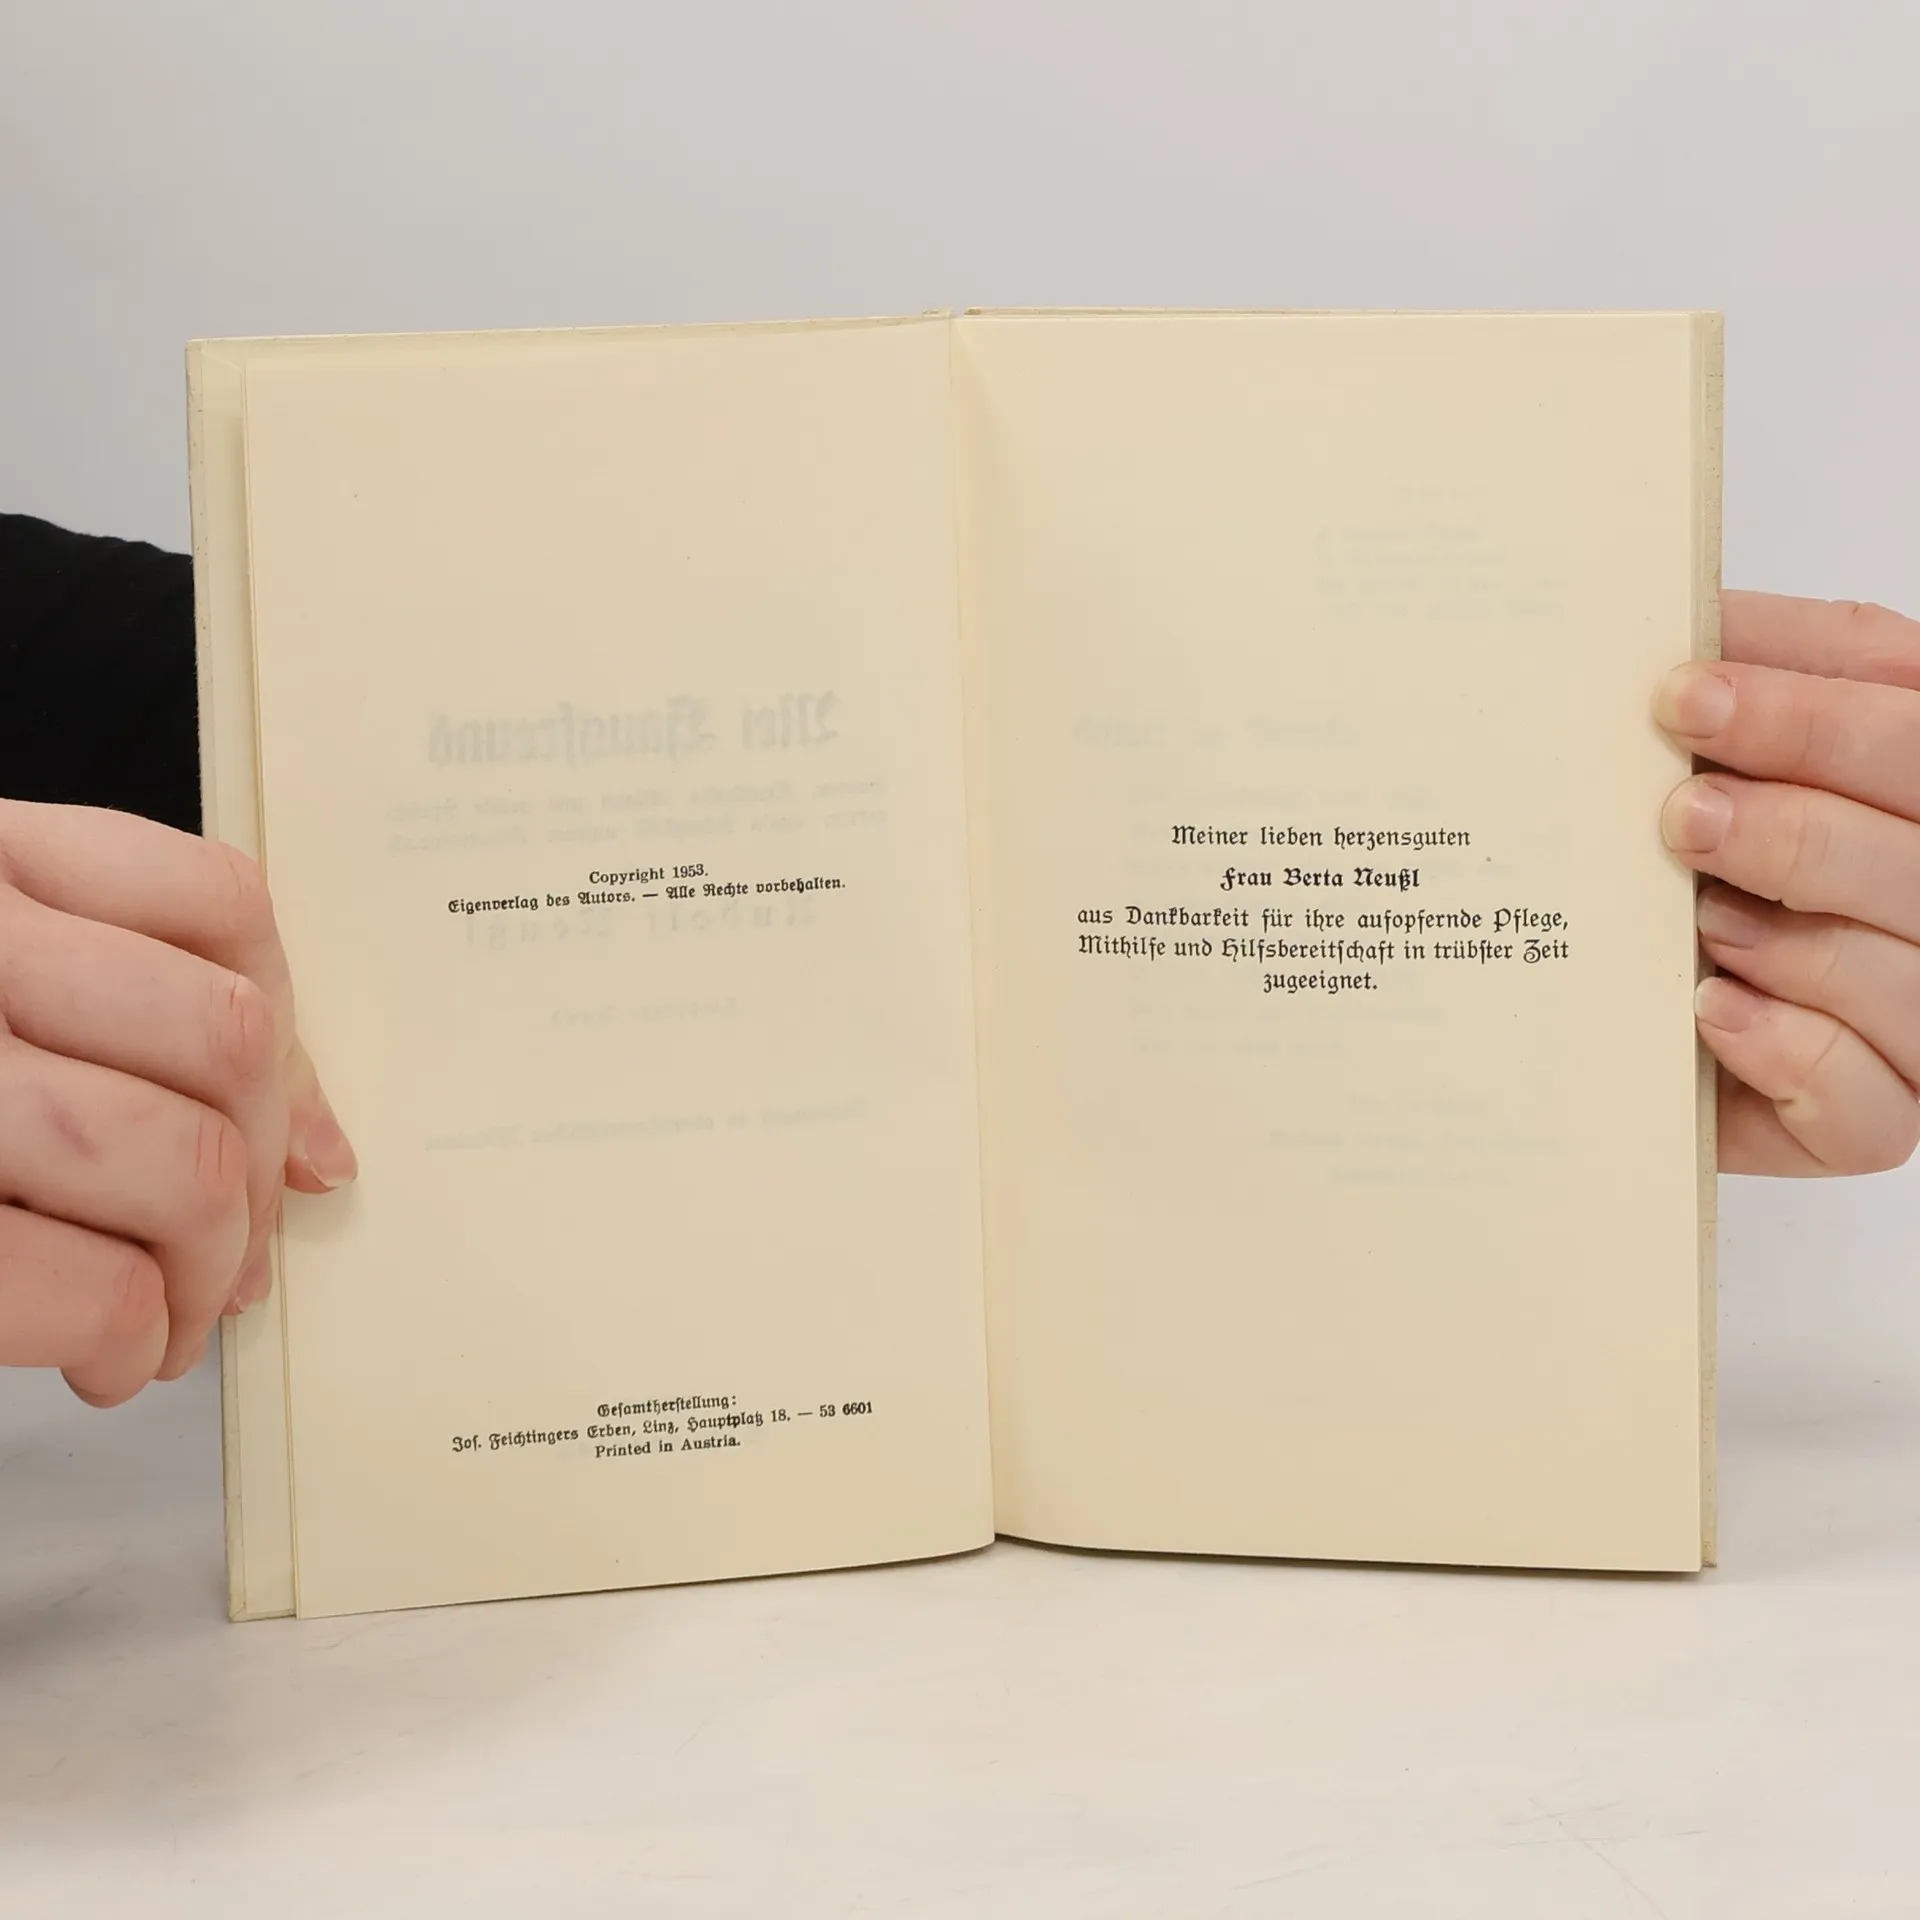 Copyright 1953.
Eigenverlag des Autors. — Alle Rechte vorbehalten.
Gesamtherstellung:
Jos. Feichtingers Erben, Linz, Hauptplatz 18. — 53 6601
Printed in Austria.
Meiner lieben herzensguten
Frau Berta Neußl
aus Dankbarkeit für ihre aufopfernde Pflege,
Mithilfe und Hilfsbereitschaft in trübster Zeit
zugeeignet.